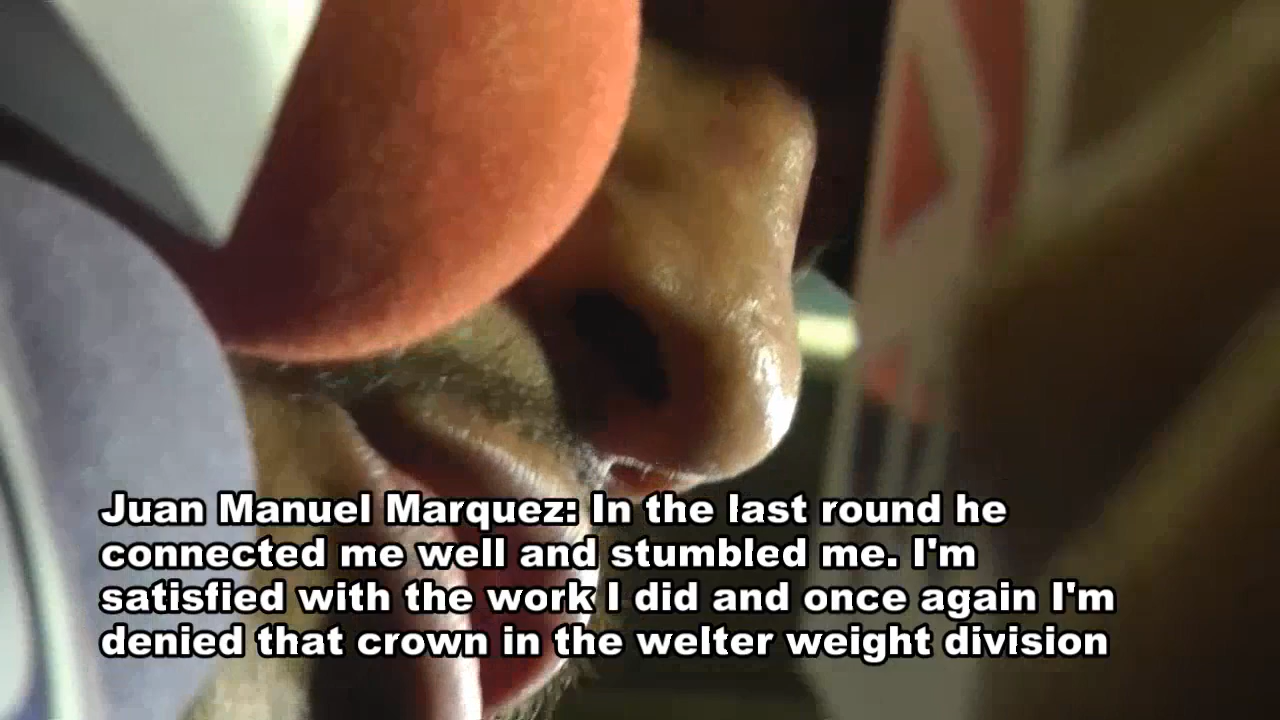 Juan Manuel Marquez: In the last round he
connected me well and stumbled me. I'm
satisfied with the work I did and once again I'm
denied that crown in the welter weight division